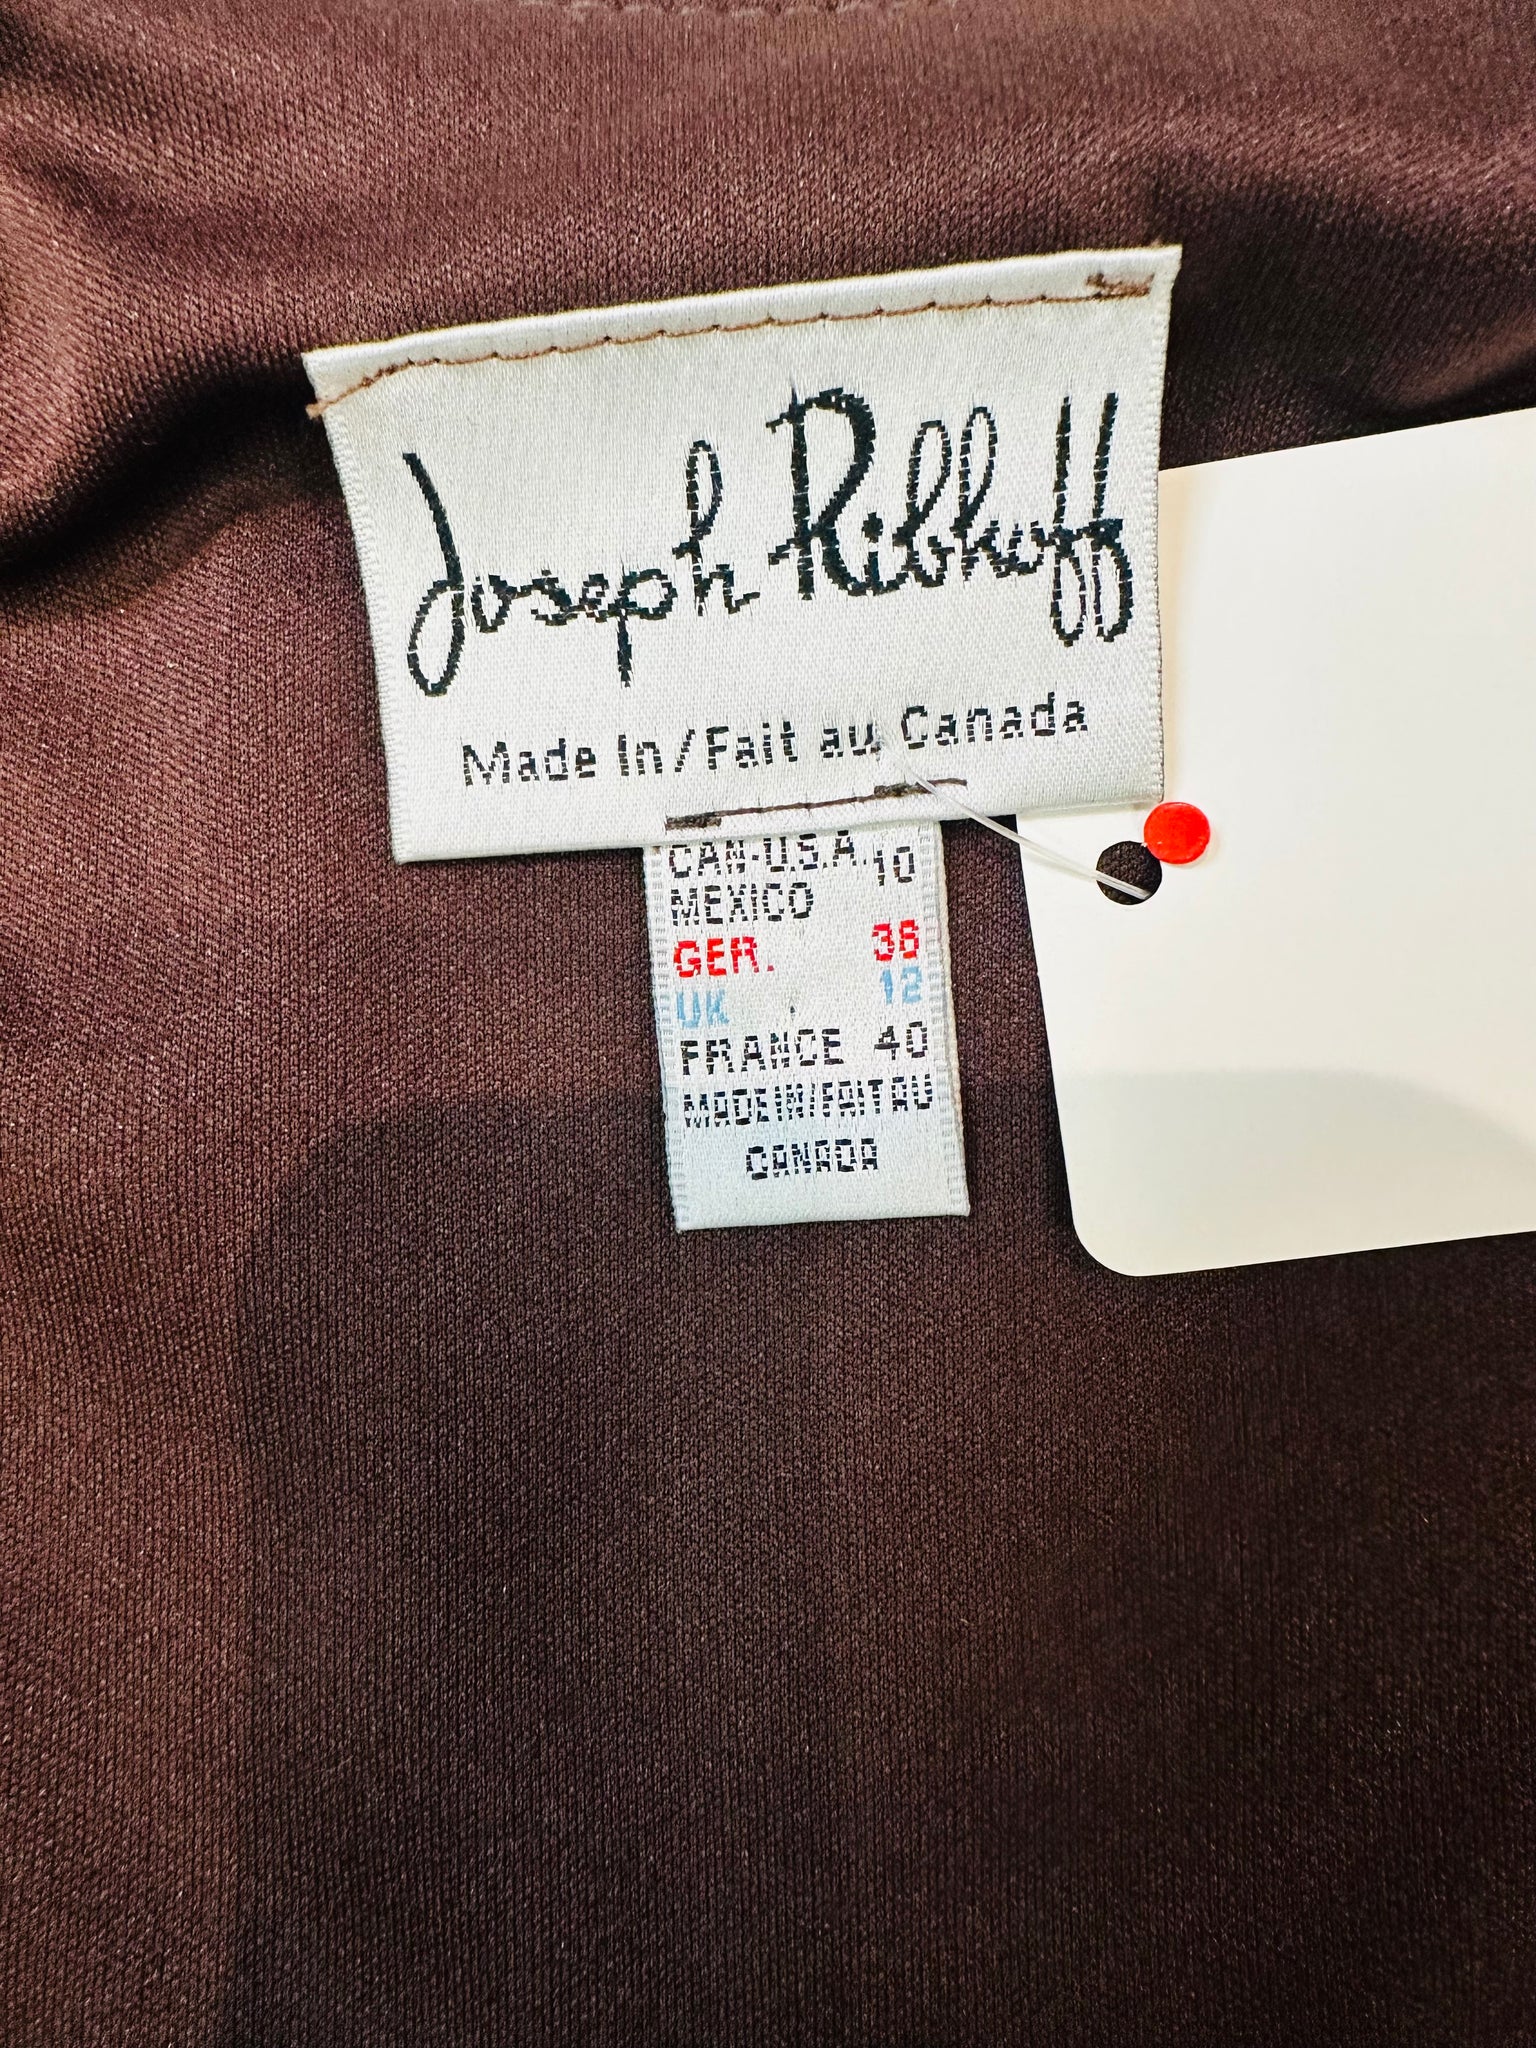 Joseph Ribkoff
Made In/Fait au Canada
CAN-U.S.A. 10
MEXICO
GER. 38
UK 12
FRANCE 40
MADE IN/FAIT AU
CANADA